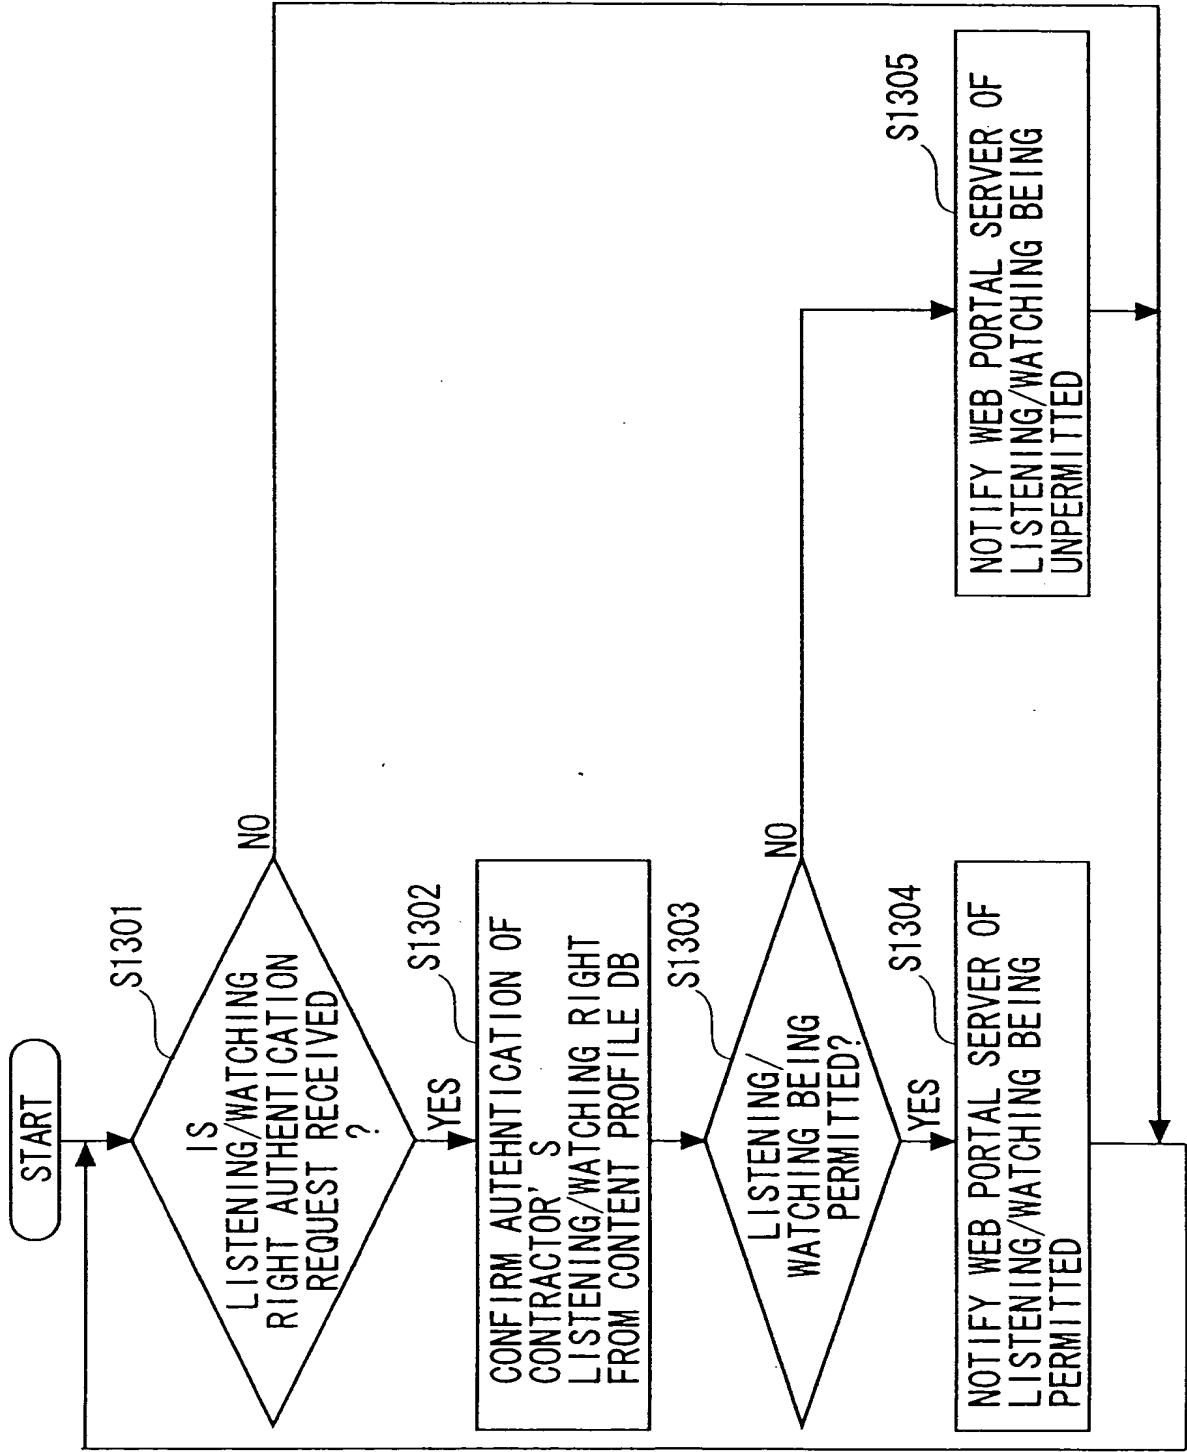 START
S1301
IS
LISTENING/WATCHING
RIGHT AUTHENTICATION
REQUEST RECEIVED
?
NO
YES
S1302
CONFIRM AUTEHNTICATION OF
CONTRACTOR'S
LISTENING/WATCHING RIGHT
FROM CONTENT PROFILE DB
S1303
LISTENING/
WATCHING BEING
PERMITTED?
NO
YES
S1304
NOTIFY WEB PORTAL SERVER OF
LISTENING/WATCHING BEING
PERMITTED
S1305
NOTIFY WEB PORTAL SERVER OF
LISTENING/WATCHING BEING
UNPERMITTED